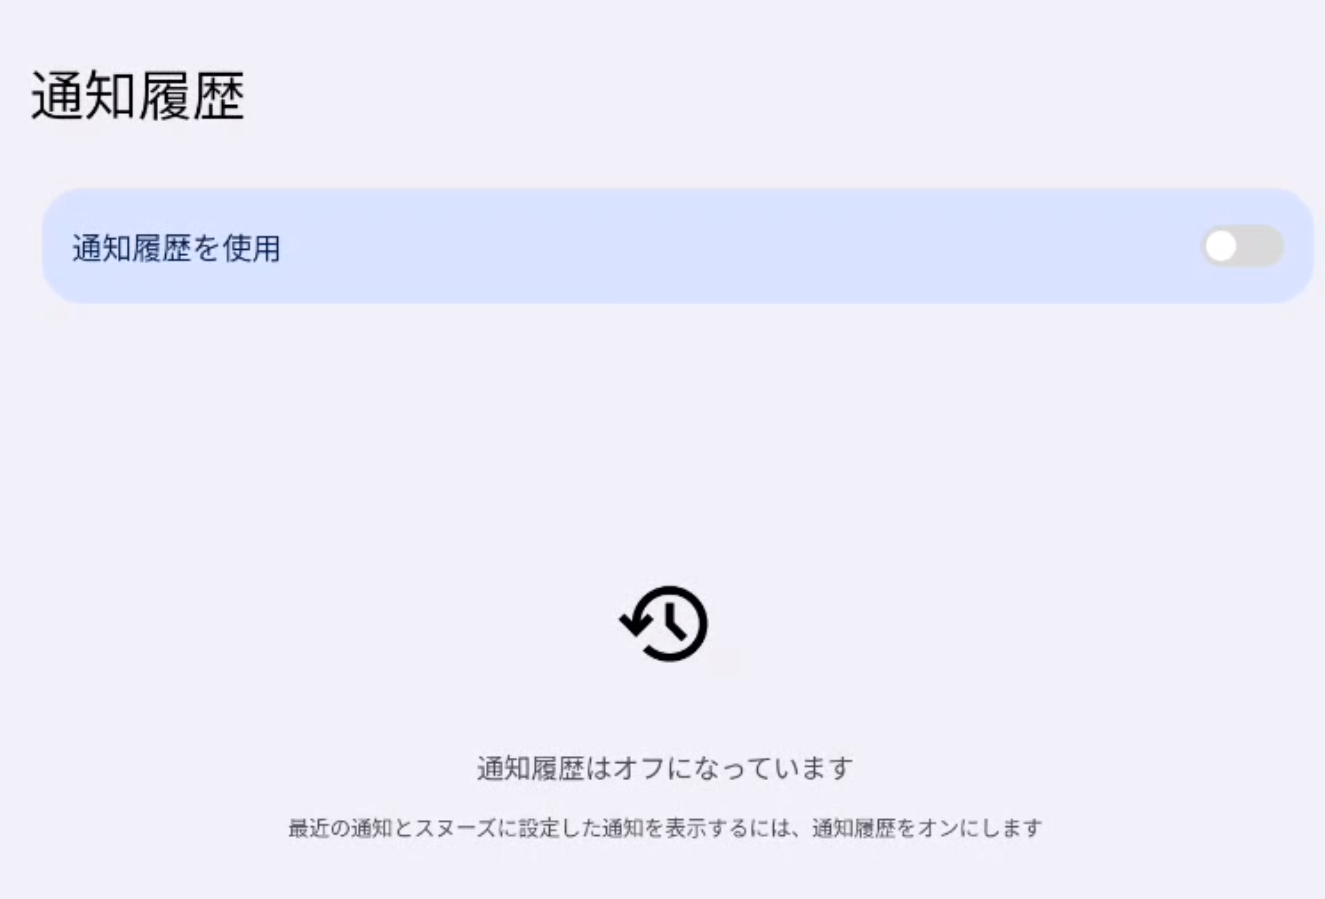 通知履歴
通知履歴を使用
通知履歴はオフになっています
最近の通知とスヌーズに設定した通知を表示するには、通知履歴をオンにします